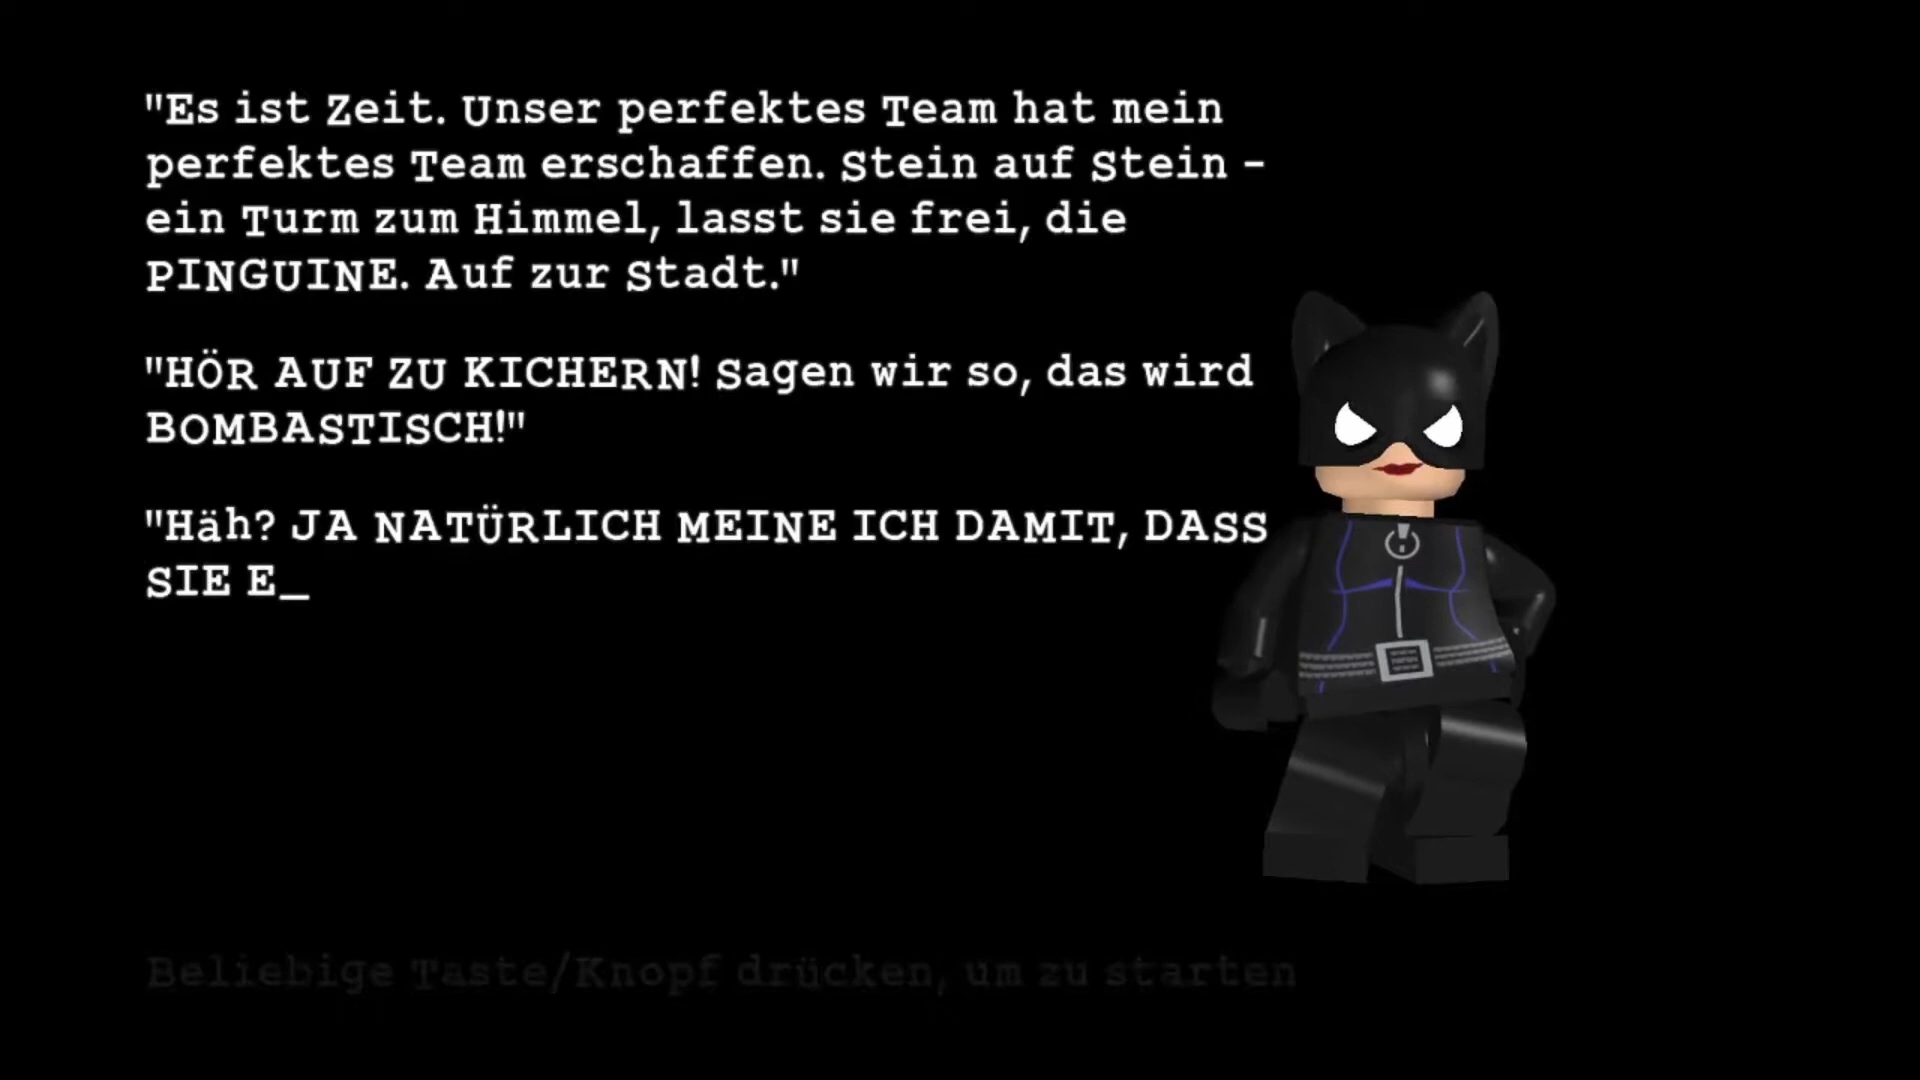 "Es ist Zeit. Unser perfektes Team hat mein
perfektes Team erschaffen. Stein auf Stein -
ein Turm zum Himmel, lasst sie frei, die
PINGUINE. Auf zur Stadt."
"HÖR AUF ZU KICHERN! Sagen wir so, das wird
BOMBASTISCH!"
"Häh? JA NATÜRLICH MEINE ICH DAMIT, DASS
SIE E_
Beliebige Taste/Knopf drücken, um zu starten